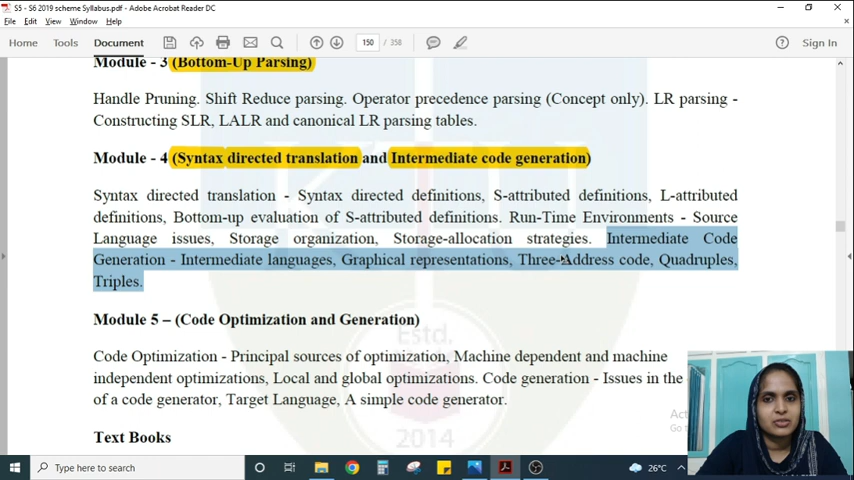 S5 - S6 2019 scheme Syllabus.pdf - Adobe Acrobat Reader DC
File Edit View Window Help
Home Tools Document 150 / 358 Sign In
Module - 3 (Bottom-Up Parsing)
Handle Pruning. Shift Reduce parsing. Operator precedence parsing (Concept only). LR parsing -
Constructing SLR, LALR and canonical LR parsing tables.
Module - 4 (Syntax directed translation and Intermediate code generation)
Syntax directed translation - Syntax directed definitions, S-attributed definitions, L-attributed
definitions, Bottom-up evaluation of S-attributed definitions. Run-Time Environments - Source
Language issues, Storage organization, Storage-allocation strategies. Intermediate Code
Generation - Intermediate languages, Graphical representations, Three-Address code, Quadruples,
Triples.
Module 5 – (Code Optimization and Generation)
Estd.
Code Optimization - Principal sources of optimization, Machine dependent and machine
independent optimizations, Local and global optimizations. Code generation - Issues in the
of a code generator, Target Language, A simple code generator.
2014
Text Books
Type here to search
26°C